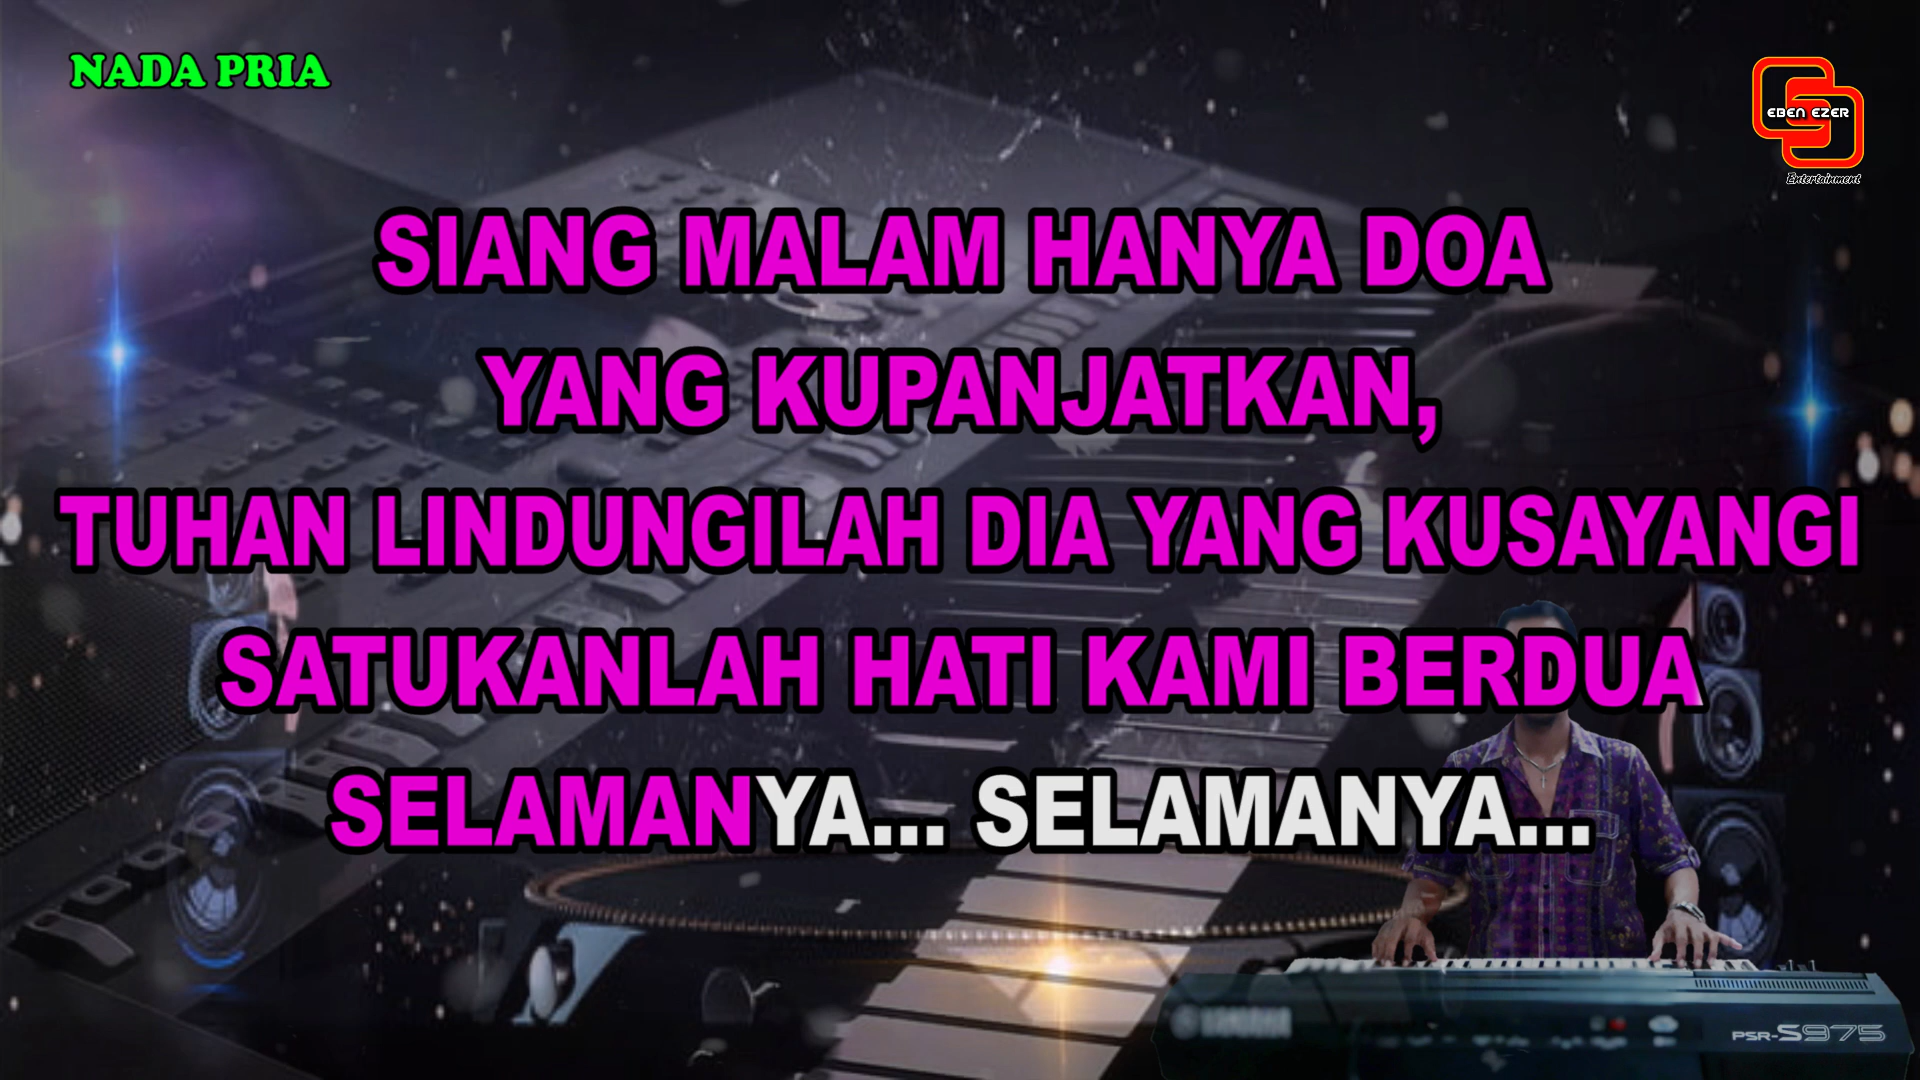 NADA PRIA
EBEN EZER
Entertainment
SIANG MALAM HANYA DOA
YANG KUPANJATKAN,
TUHAN LINDUNGILAH DIA YANG KUSAYANGI
SATUKANLAH HATI KAMI BERDUA
SELAMANYA... SELAMANYA...
PSR-S975